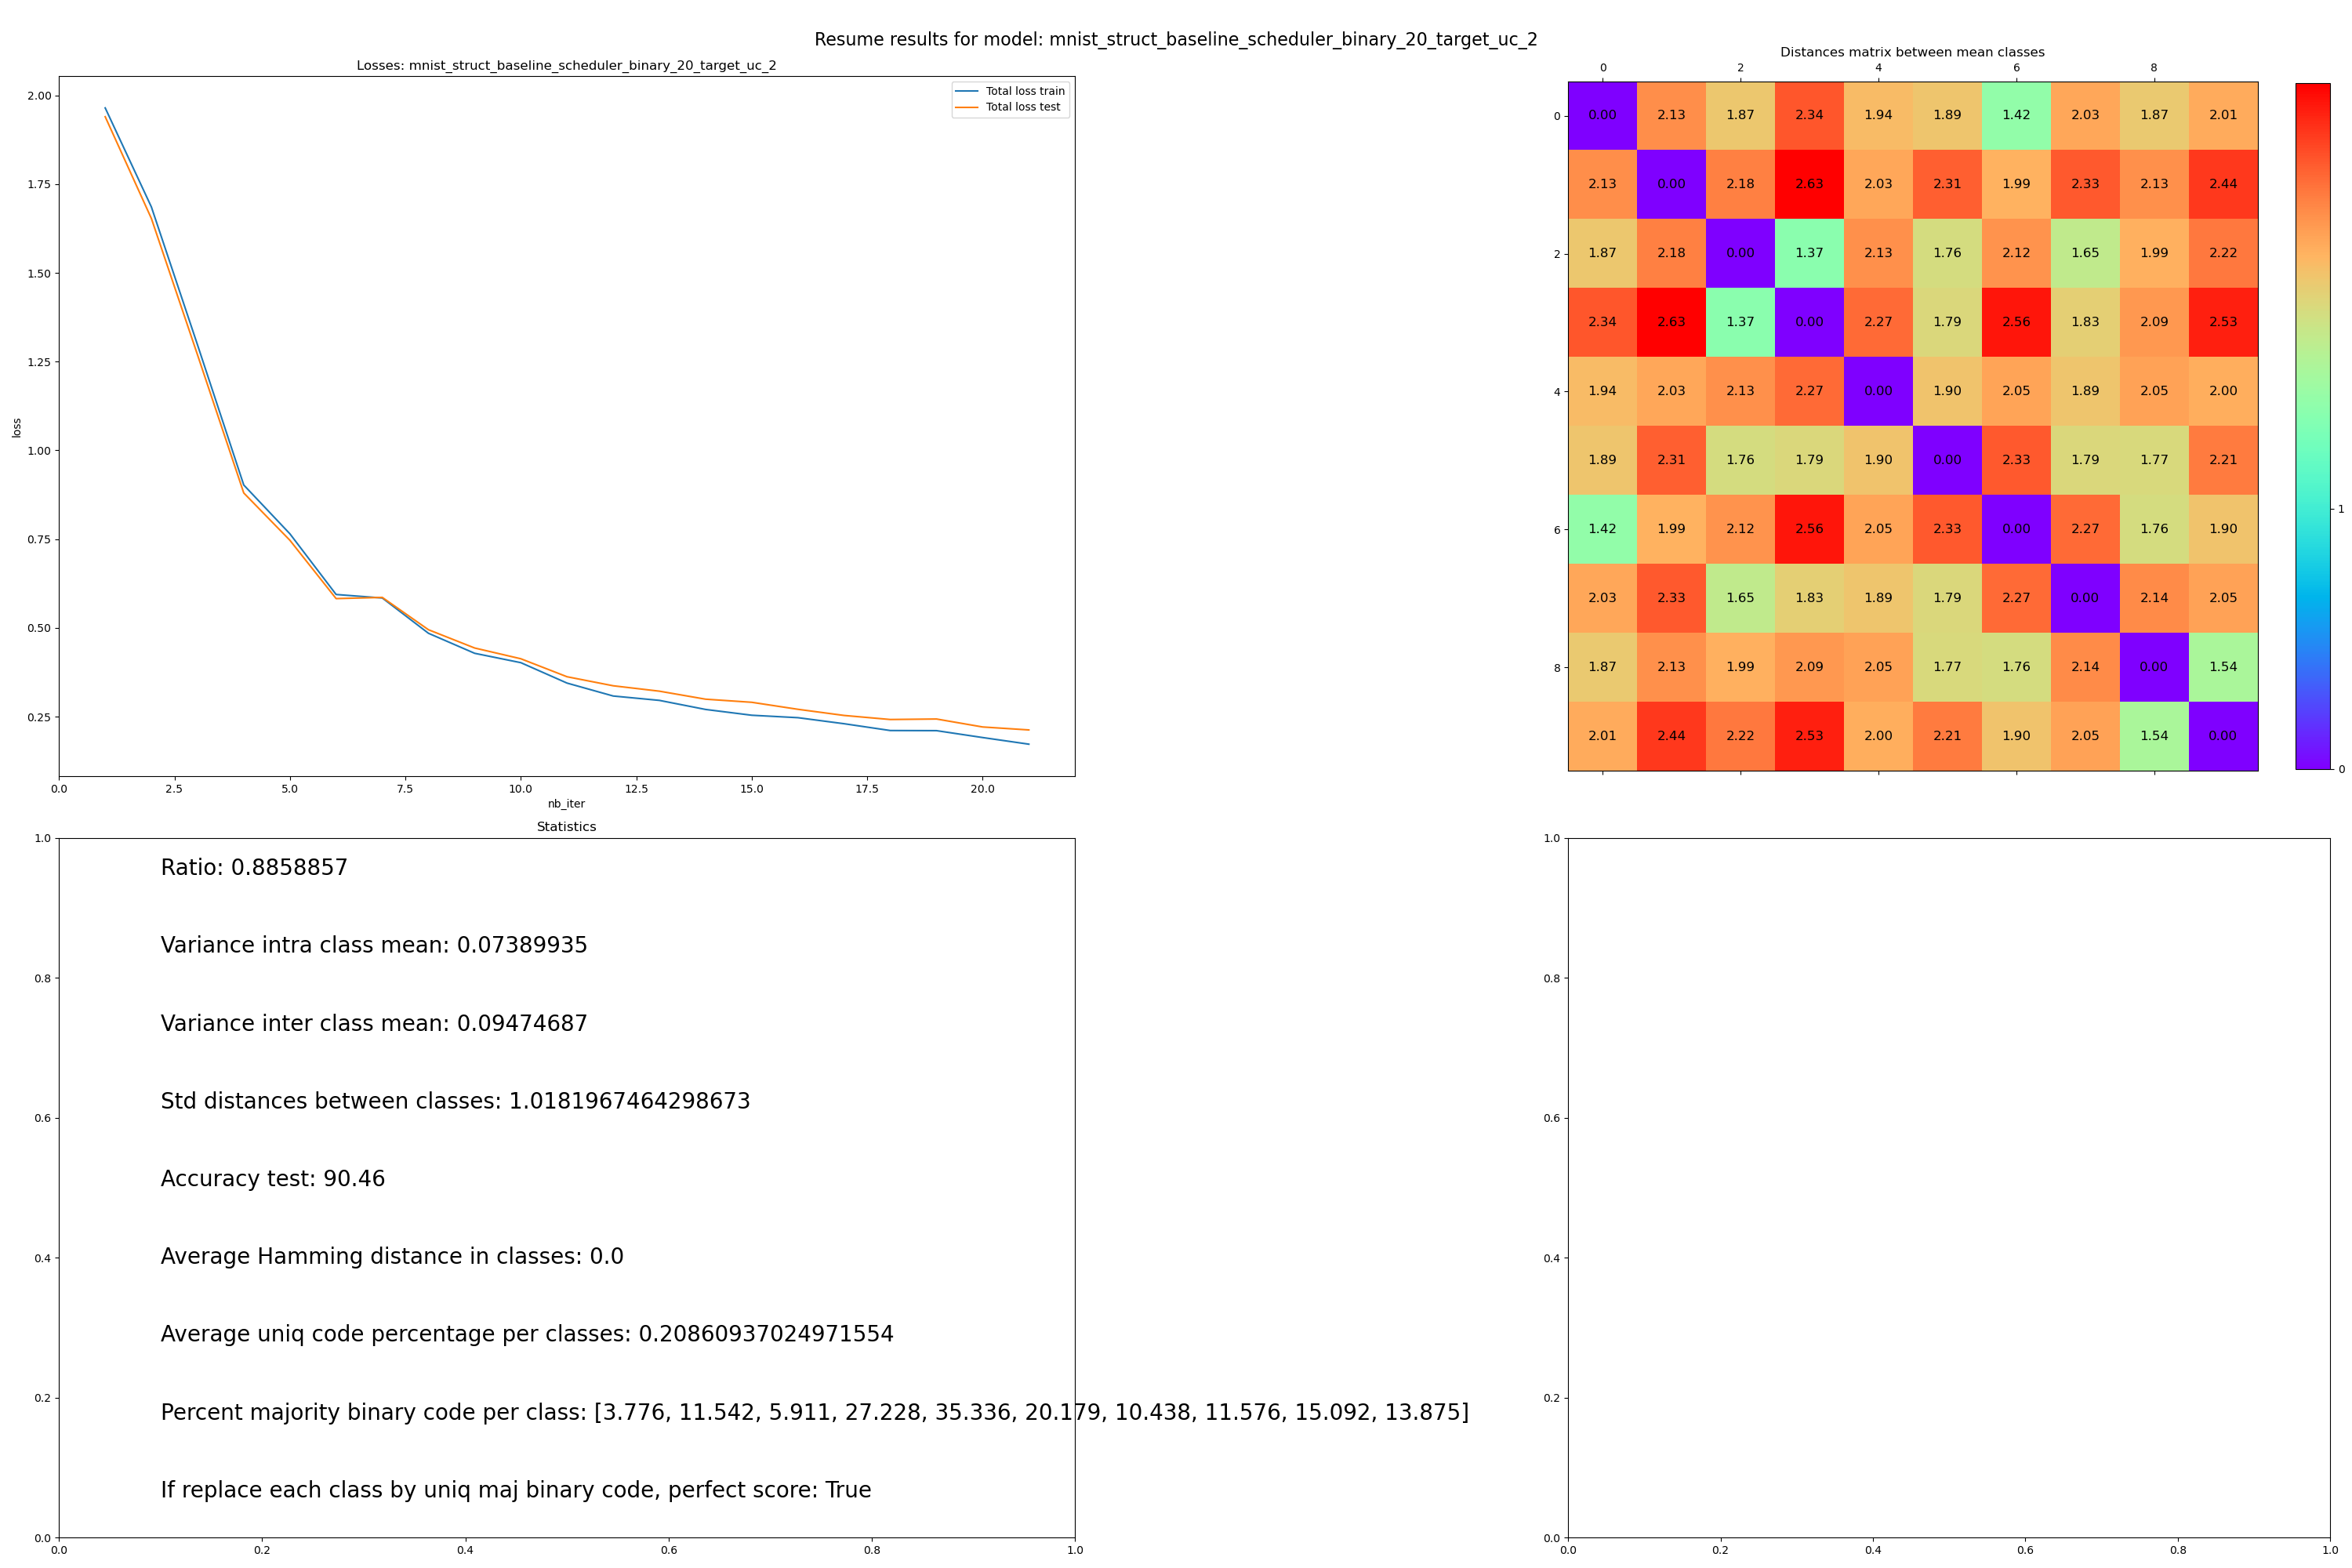 Resume results for model: mnist_struct_baseline_scheduler_binary_20_target_uc_2
Losses: mnist_struct_baseline_scheduler_binary_20_target_uc_2
Total loss train
Total loss test
2.00
1.75
1.50
1.25
1.00
0.75
0.50
0.25
loss
0.0 2.5 5.0 7.5 10.0 12.5 15.0 17.5 20.0
nb_iter
Distances matrix between mean classes
0 2 4 6 8
0 0.00 2.13 1.87 2.34 1.94 1.89 1.42 2.03 1.87 2.01
2.13 0.00 2.18 2.63 2.03 2.31 1.99 2.33 2.13 2.44
2 1.87 2.18 0.00 1.37 2.13 1.76 2.12 1.65 1.99 2.22
2.34 2.63 1.37 0.00 2.27 1.79 2.56 1.83 2.09 2.53
4 1.94 2.03 2.13 2.27 0.00 1.90 2.05 1.89 2.05 2.00
1.89 2.31 1.76 1.79 1.90 0.00 2.33 1.79 1.77 2.21
6 1.42 1.99 2.12 2.56 2.05 2.33 0.00 2.27 1.76 1.90
2.03 2.33 1.65 1.83 1.89 1.79 2.27 0.00 2.14 2.05
8 1.87 2.13 1.99 2.09 2.05 1.77 1.76 2.14 0.00 1.54
2.01 2.44 2.22 2.53 2.00 2.21 1.90 2.05 1.54 0.00
1
0
Statistics
Ratio: 0.8858857
Variance intra class mean: 0.07389935
Variance inter class mean: 0.09474687
Std distances between classes: 1.0181967464298673
Accuracy test: 90.46
Average Hamming distance in classes: 0.0
Average uniq code percentage per classes: 0.20860937024971554
Percent majority binary code per class: [3.776, 11.542, 5.911, 27.228, 35.336, 20.179, 10.438, 11.576, 15.092, 13.875]
If replace each class by uniq maj binary code, perfect score: True
1.0
0.8
0.6
0.4
0.2
0.0
0.0 0.2 0.4 0.6 0.8 1.0
1.0
0.8
0.6
0.4
0.2
0.0
0.0 0.2 0.4 0.6 0.8 1.0